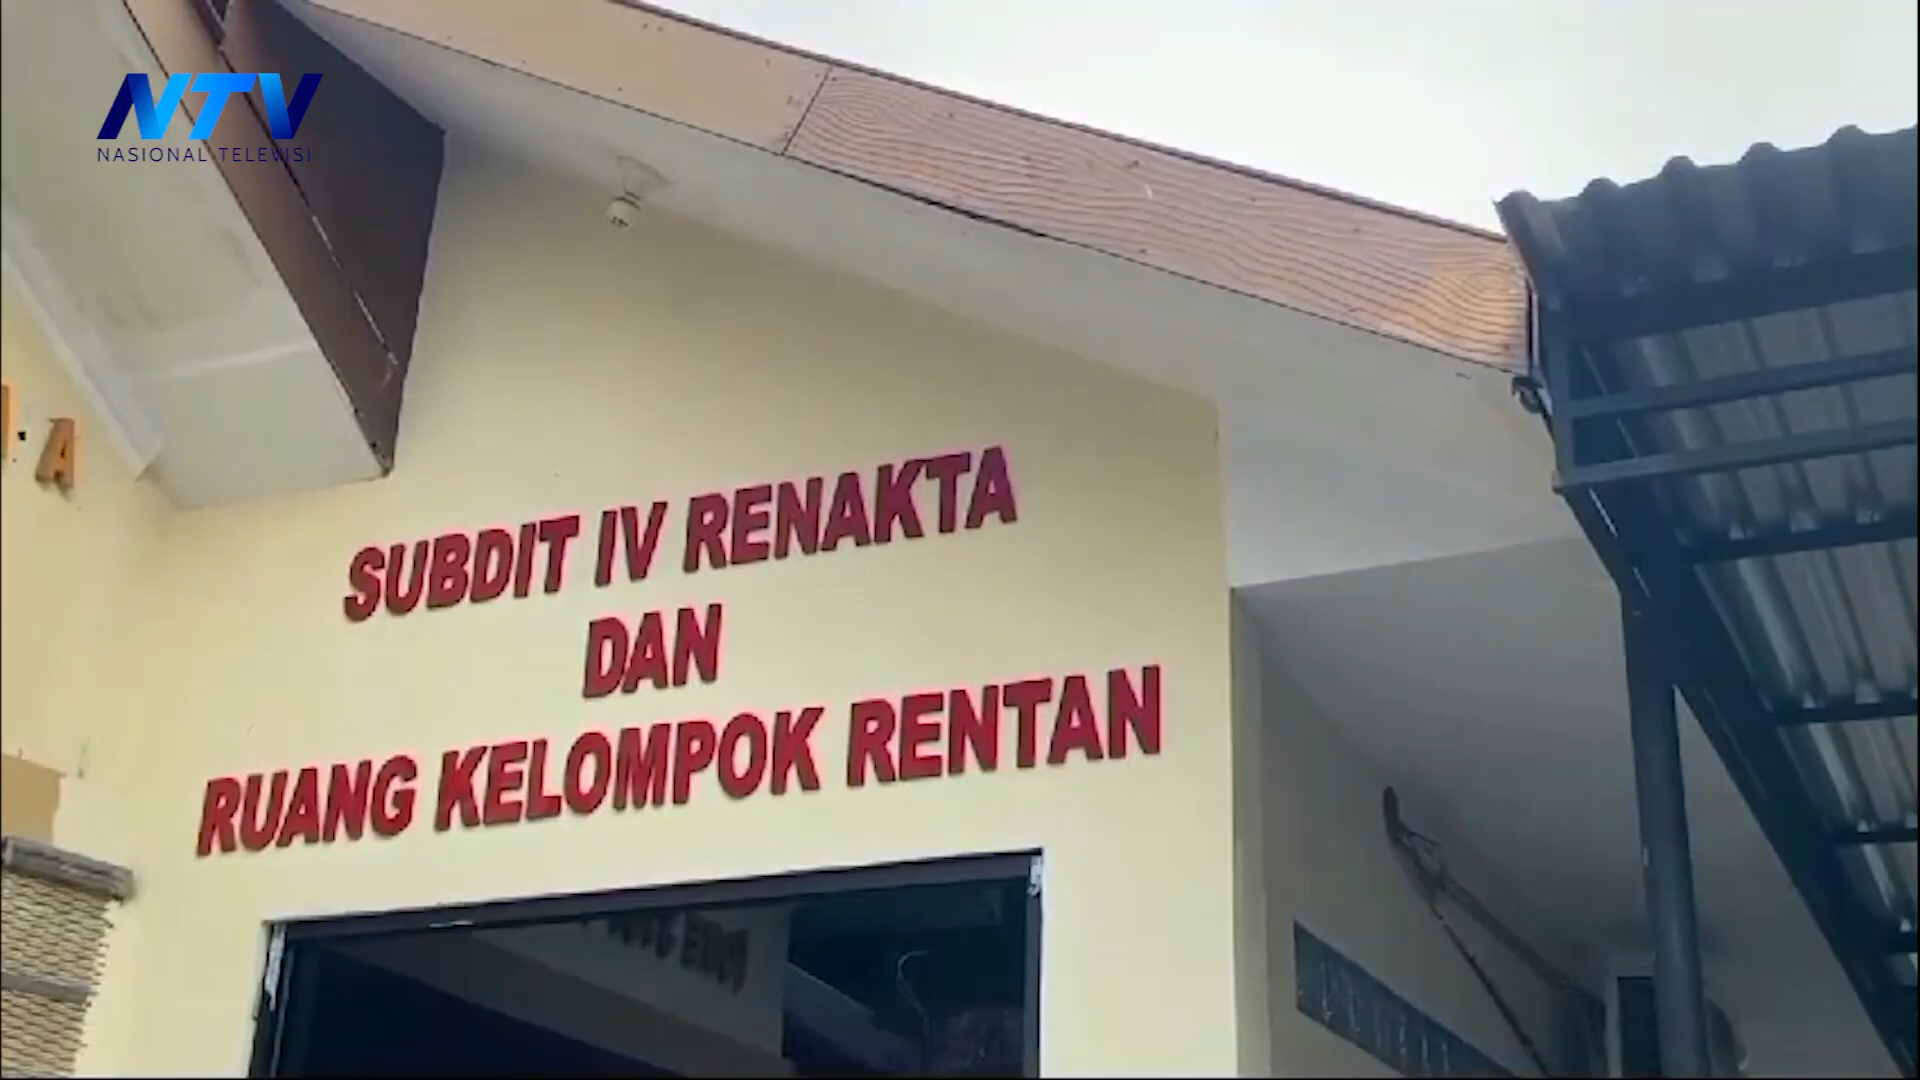 NTV
NASIONAL TELEVISI
SUBDIT IV RENAKTA
DAN
RUANG KELOMPOK RENTAN